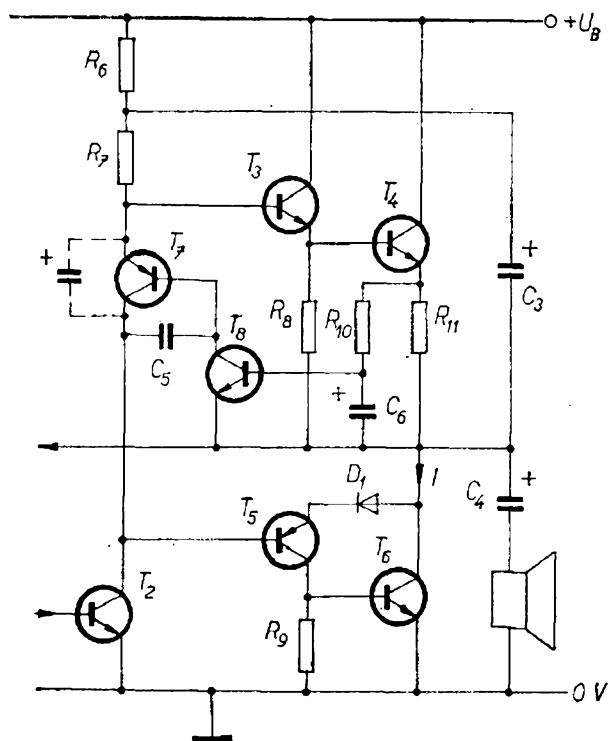 +U_B
R_6
R_7
T_3
T_4
T_7
+
+
C_3
R_8
R_10
R_11
T_8
C_5
+
C_6
D_1
I
+
C_4
T_5
T_6
T_2
R_9
0 V